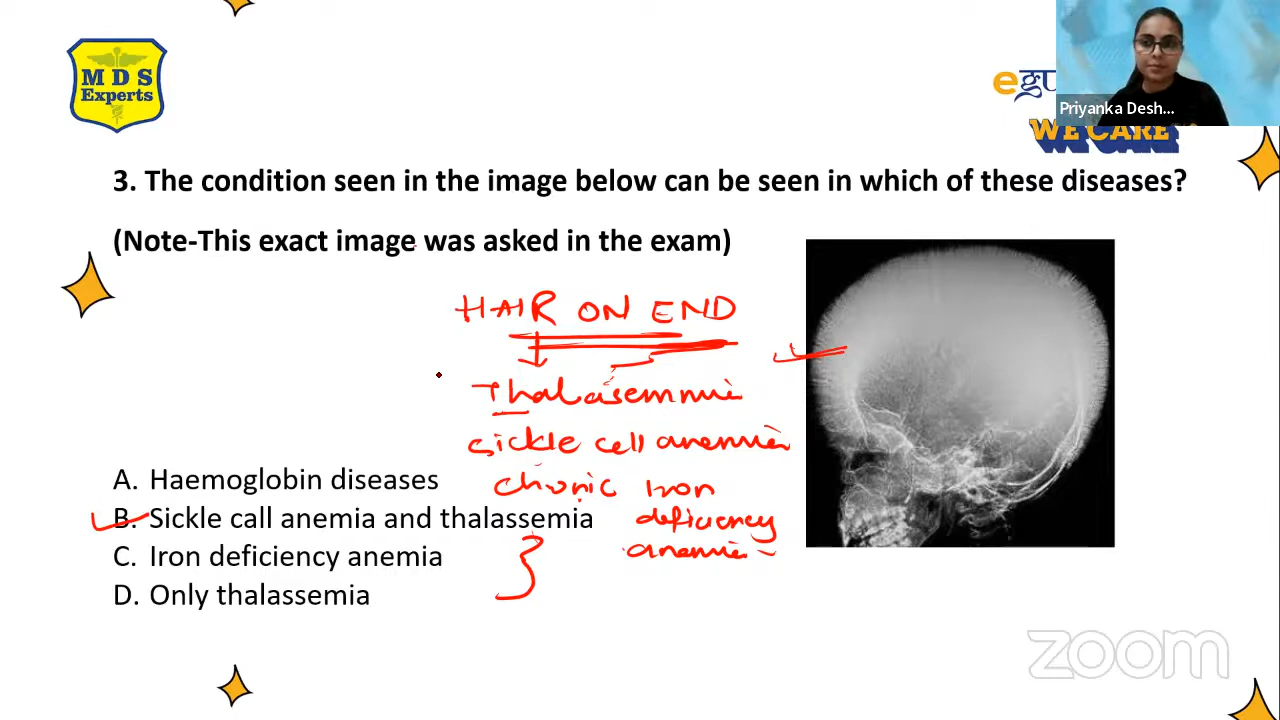 M D S
Experts
eગુ
Priyanka Desh...
WE CARE
3. The condition seen in the image below can be seen in which of these diseases?
(Note-This exact image was asked in the exam)
HAIR ON END
Thalasemmie
sickle cell anemia
chronic Iron
deficiency
anemia
A. Haemoglobin diseases
B. Sickle call anemia and thalassemia
C. Iron deficiency anemia
D. Only thalassemia
zoom